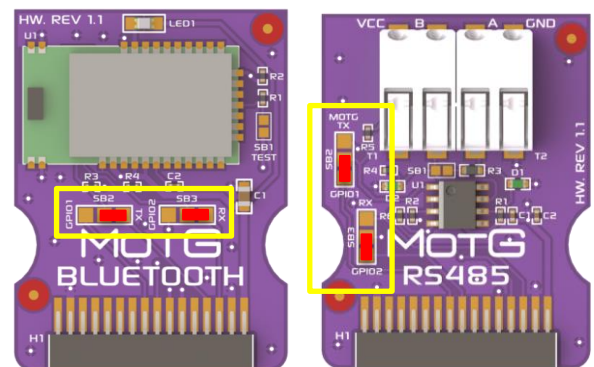 HW. REV 1.1
LED1
U1
R2
R1
SB1
TEST
R3
R4
C2
SB2
SB3
C1
GPIO1
TX
GPIO2
RX
MOTG
BLUETOOTH
H1
VCC
B
A
GND
MOTG
TX
R5
SB2
T1
T2
HW. REV 1.1
R4
SB1
R3
D1
U1
GPIO1
RX
R2
R1
C1
C2
SB3
GPIO2
MOTG
RS485
H1